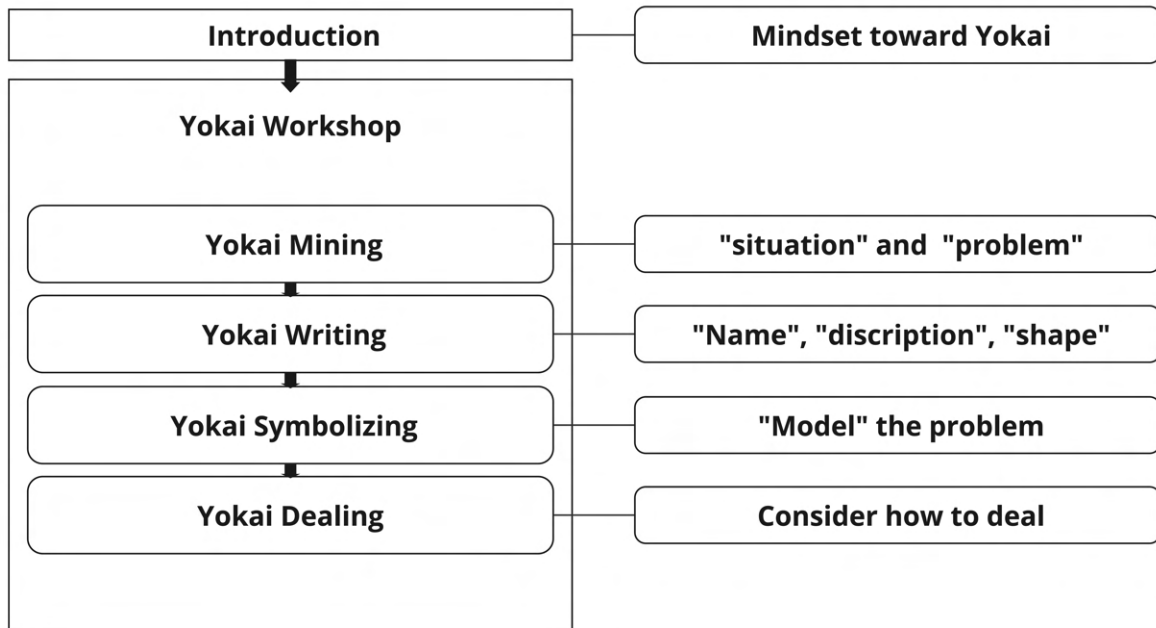 Introduction
Mindset toward Yokai
Yokai Workshop
Yokai Mining
"situation" and  "problem"
Yokai Writing
"Name", "discription", "shape"
Yokai Symbolizing
"Model" the problem
Yokai Dealing
Consider how to deal